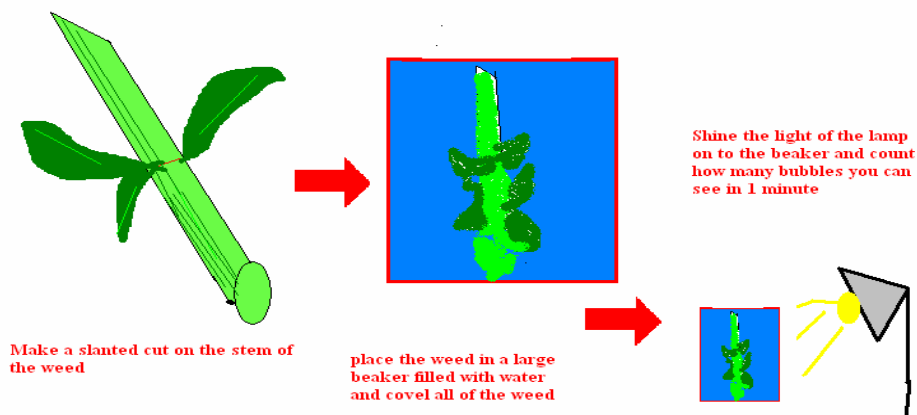 Make a slanted cut on the stem of
the weed
place the weed in a large
beaker filled with water
and covel all of the weed
Shine the light of the lamp
on to the beaker and count
how many bubbles you can
see in 1 minute